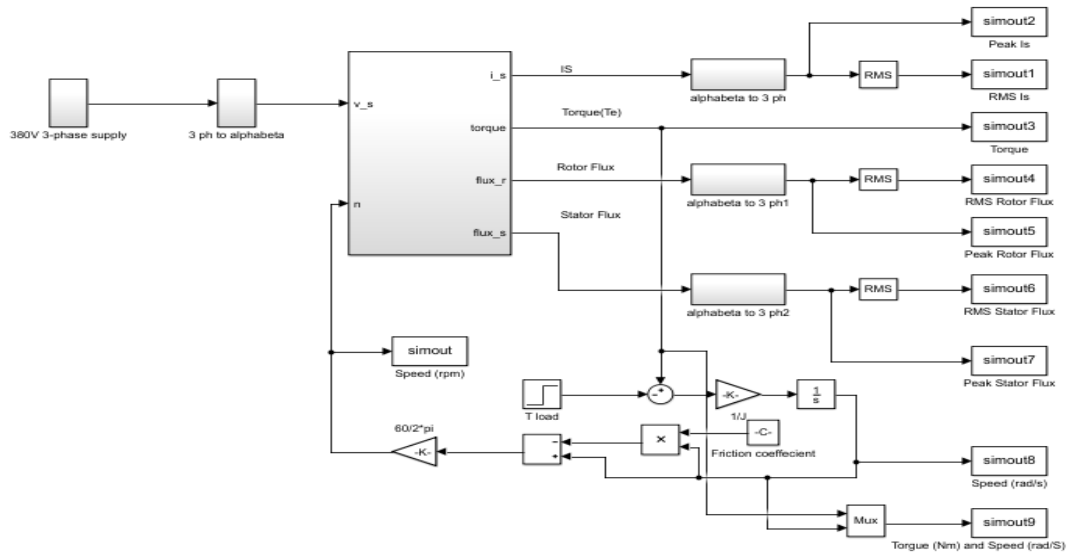 simout2
Peak Is
i_s
IS
alphabeta to 3 ph
RMS
simout1
RMS Is
380V 3-phase supply
3 ph to alphabeta
v_s
torque
Torque(Te)
simout3
Torque
flux_r
Rotor Flux
alphabeta to 3 ph1
RMS
simout4
RMS Rotor Flux
n
flux_s
Stator Flux
simout5
Peak Rotor Flux
alphabeta to 3 ph2
RMS
simout6
RMS Stator Flux
simout
Speed (rpm)
simout7
Peak Stator Flux
T load
-K-
1/J
1
s
60/2*pi
-K-
-C-
Friction coeffecient
simout8
Speed (rad/s)
Mux
simout9
Torgue (Nm) and Speed (rad/S)